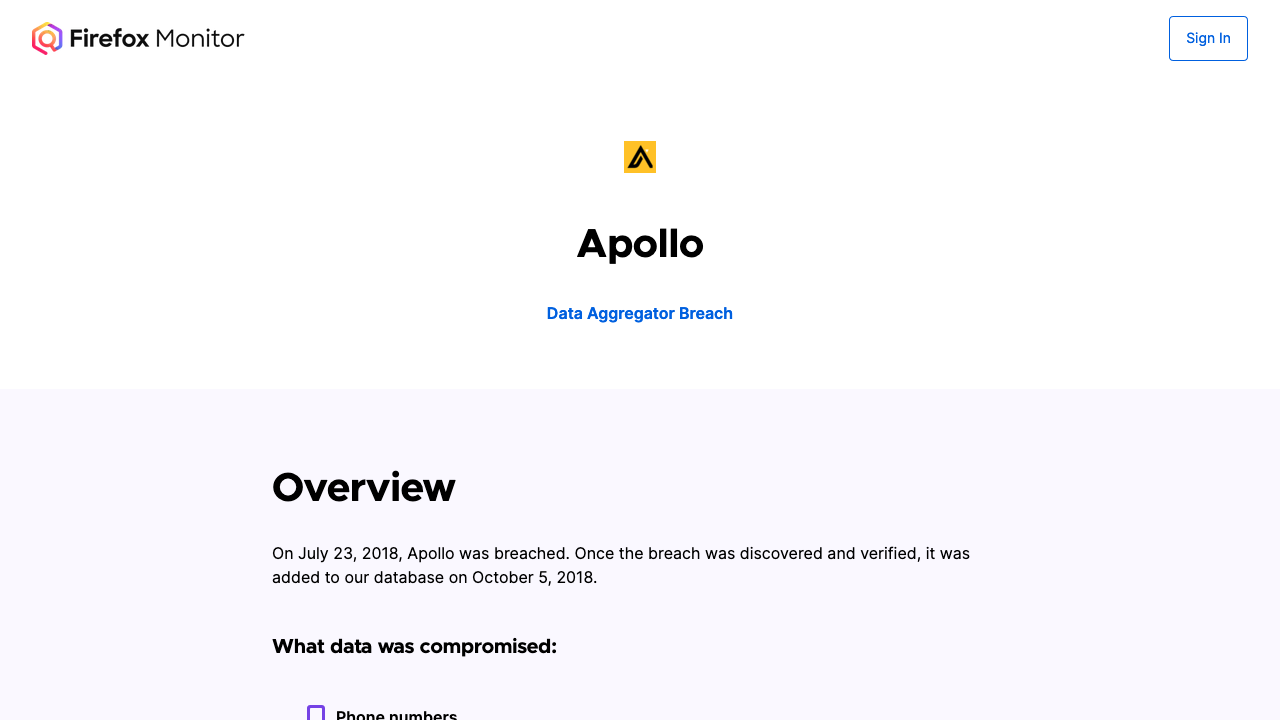 Firefox Monitor
Sign In
Apollo
Data Aggregator Breach
Overview
On July 23, 2018, Apollo was breached. Once the breach was discovered and verified, it was
added to our database on October 5, 2018.
What data was compromised:
Phone numbers